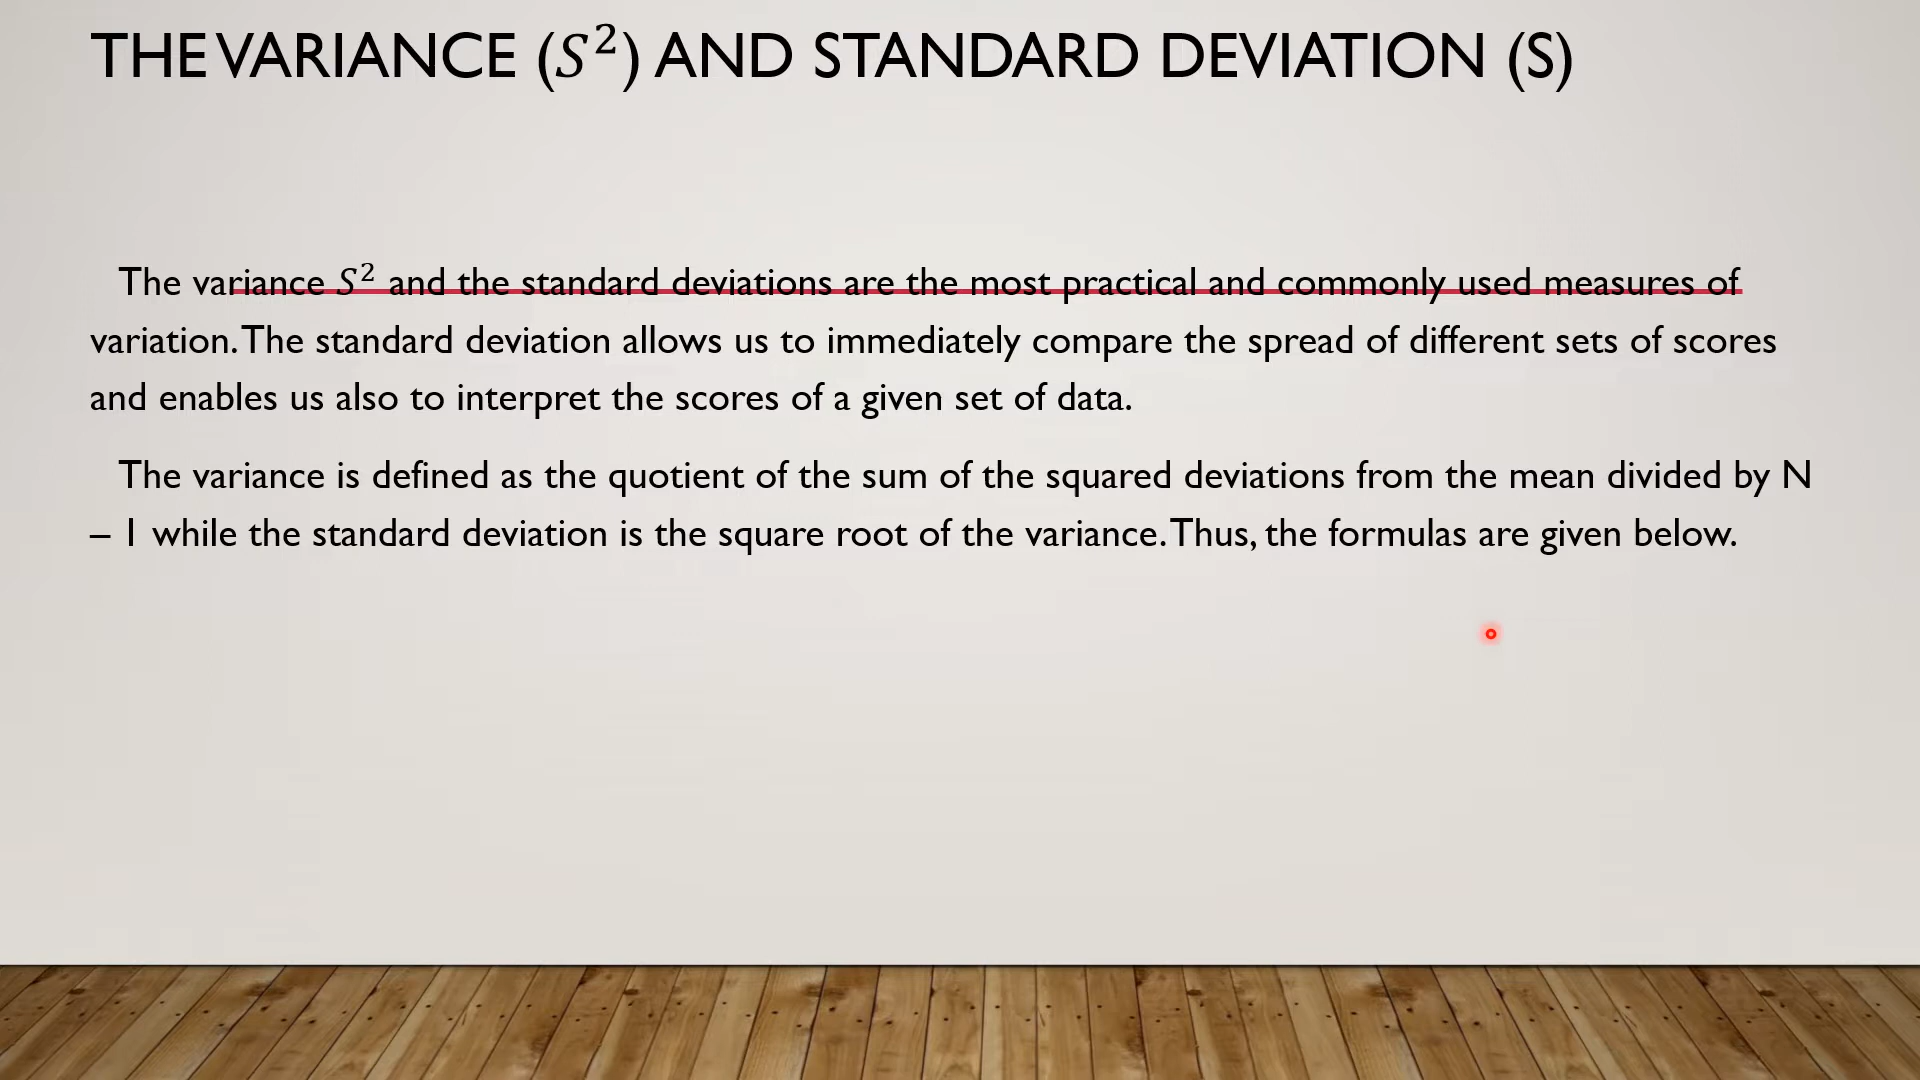 THE VARIANCE (S²) AND STANDARD DEVIATION (S)
The variance S² and the standard deviations are the most practical and commonly used measures of
variation. The standard deviation allows us to immediately compare the spread of different sets of scores
and enables us also to interpret the scores of a given set of data.
The variance is defined as the quotient of the sum of the squared deviations from the mean divided by N
– 1 while the standard deviation is the square root of the variance. Thus, the formulas are given below.